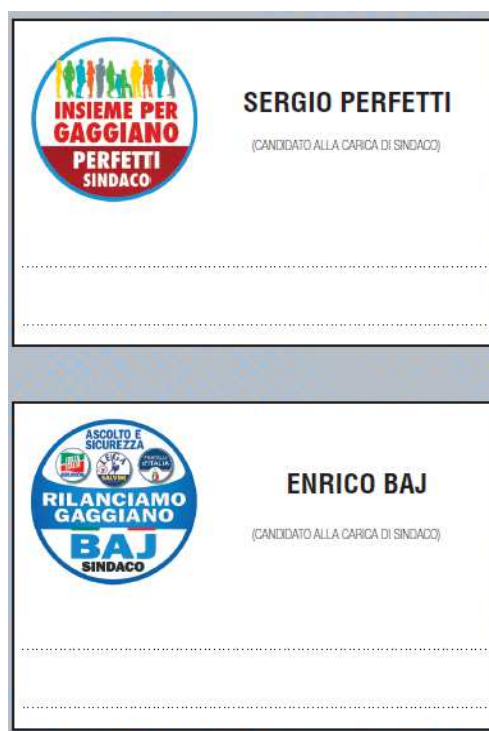 INSIEME PER
GAGGIANO
PERFETTI
SINDACO
SERGIO PERFETTI
(CANDIDATO ALLA CARICA DI SINDACO)
ASCOLTO E
SICUREZZA
LEGA
SALVINI
FRATELLI
D'ITALIA
RILANCIAMO
GAGGIANO
BAJ
SINDACO
ENRICO BAJ
(CANDIDATO ALLA CARICA DI SINDACO)